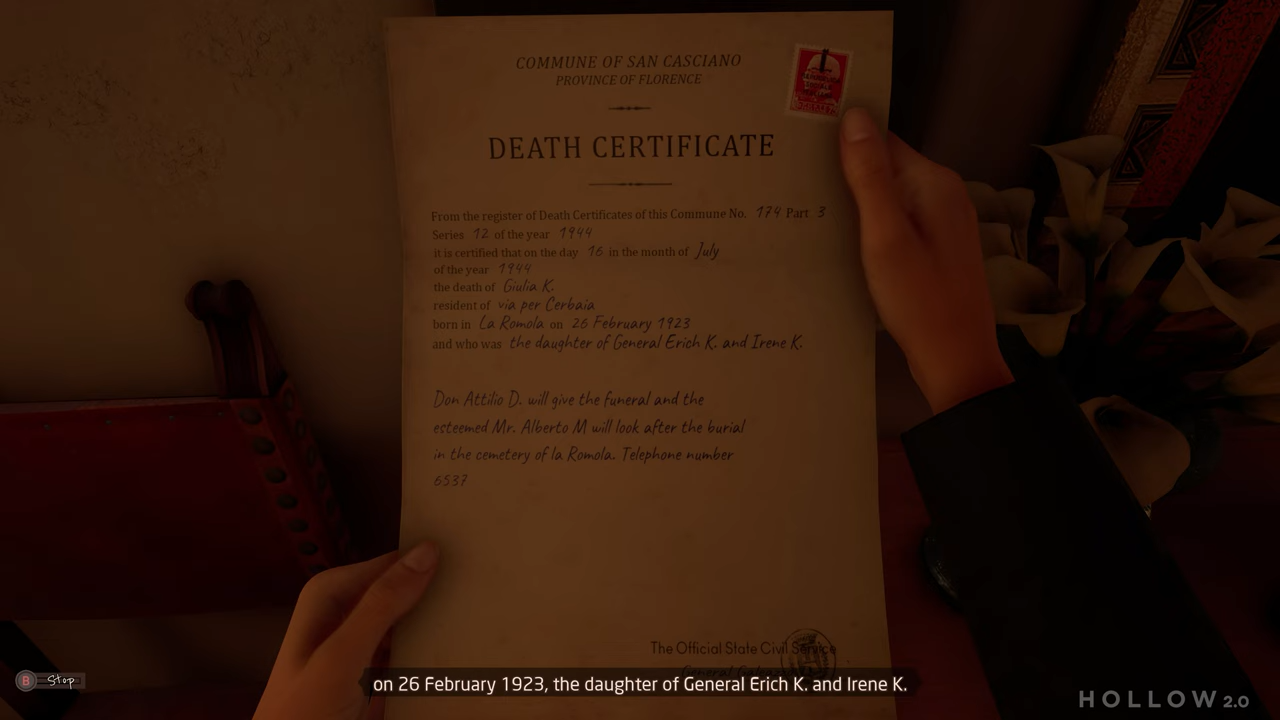 COMMUNE OF SAN CASCIANO
PROVINCE OF FLORENCE
DEATH CERTIFICATE
From the register of Death Certificates of this Commune No. 174 Part 3
Series 12 of the year 1944
it is certified that on the day 16 in the month of July
of the year 1944
the death of Giulia K.
resident of via per Cerbaia
born in La Romola on 26 February 1923
and who was the daughter of General Erich K. and Irene K.
Don Attilio D. will give the funeral and the
esteemed Mr. Alberto M will look after the burial
in the cemetery of la Romola. Telephone number
6537
The Official State Civil Service
on 26 February 1923, the daughter of General Erich K. and Irene K.
B Stop
HOLLOW 2.0